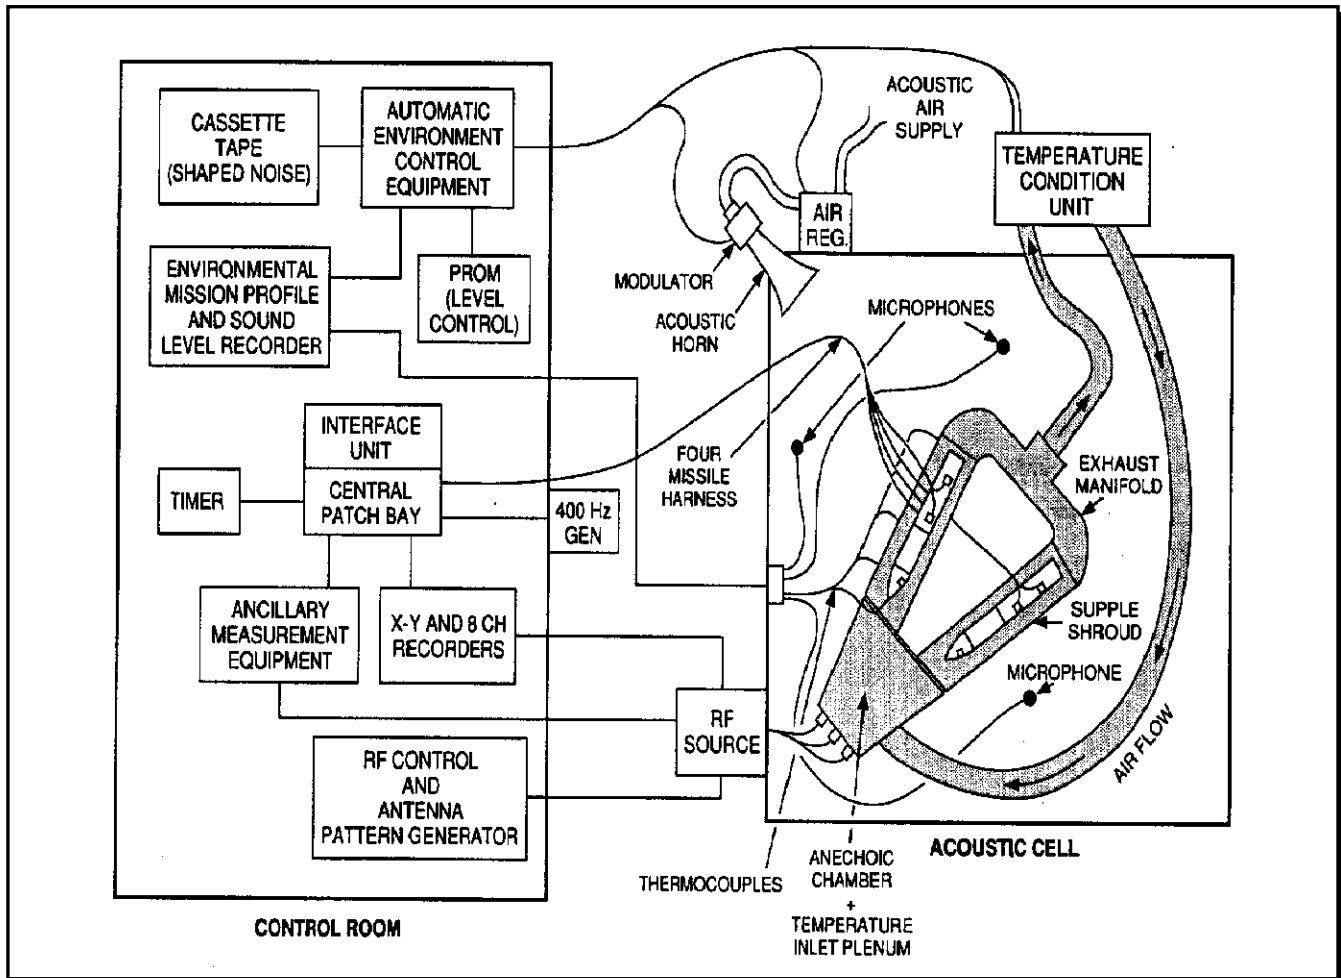 CASSETTE
TAPE
(SHAPED NOISE)
AUTOMATIC
ENVIRONMENT
CONTROL
EQUIPMENT
ENVIRONMENTAL
MISSION PROFILE
AND SOUND
LEVEL RECORDER
PROM
(LEVEL
CONTROL)
INTERFACE
UNIT
TIMER
CENTRAL
PATCH BAY
400 Hz
GEN
ANCILLARY
MEASUREMENT
EQUIPMENT
X-Y AND 8 CH
RECORDERS
RF CONTROL
AND
ANTENNA
PATTERN GENERATOR
CONTROL ROOM
RF
SOURCE
ACOUSTIC
AIR
SUPPLY
TEMPERATURE
CONDITION
UNIT
AIR
REG.
MODULATOR
ACOUSTIC
HORN
MICROPHONES
FOUR
MISSILE
HARNESS
EXHAUST
MANIFOLD
SUPPLE
SHROUD
MICROPHONE
AIR FLOW
ACOUSTIC CELL
THERMOCOUPLES
ANECHOIC
CHAMBER
+
TEMPERATURE
INLET PLENUM